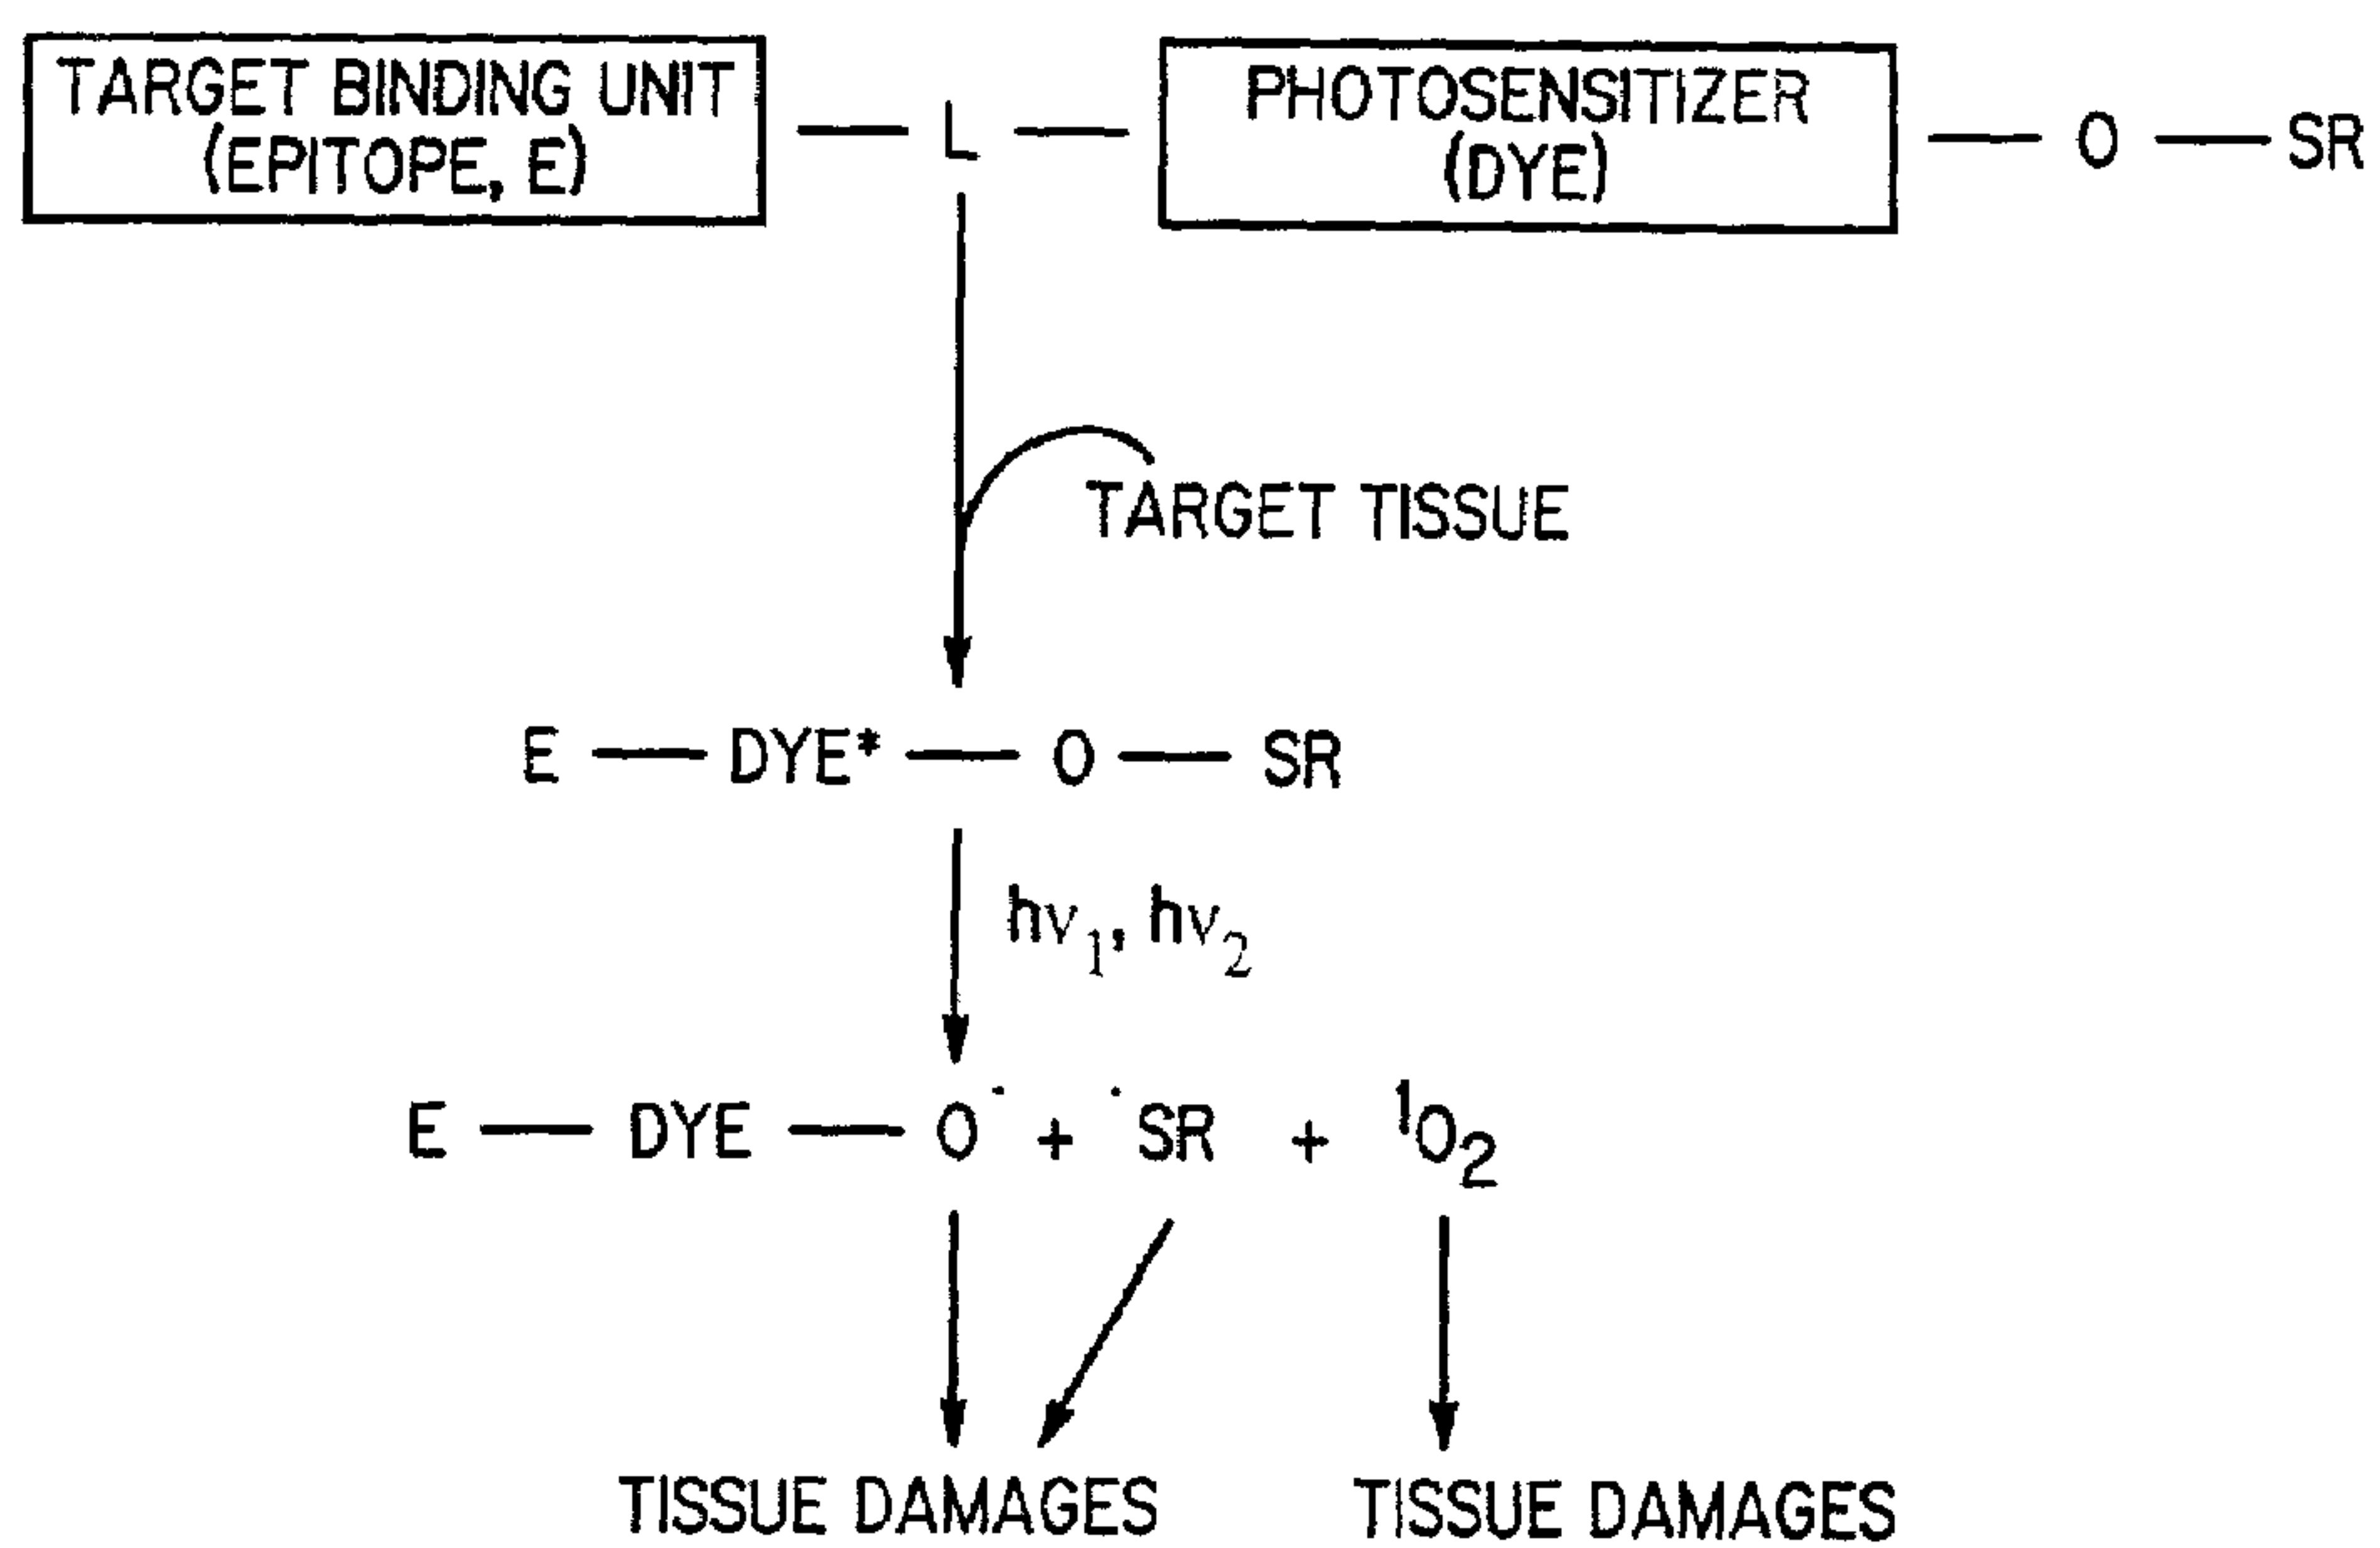 TARGET BINDING UNIT
(EPITOPE, E)
L
PHOTOSENSITIZER
(DYE)
O
SR
TARGET TISSUE
E — DYE* — O — SR
hν1, hν2
E — DYE — O· + ·SR + ¹O₂
TISSUE DAMAGES
TISSUE DAMAGES